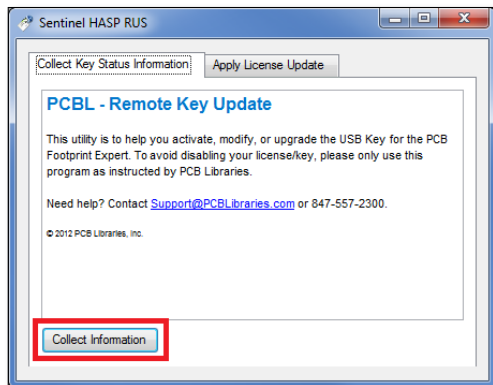 Sentinel HASP RUS
Collect Key Status Information
Apply License Update
PCBL - Remote Key Update
This utility is to help you activate, modify, or upgrade the USB Key for the PCB
Footprint Expert. To avoid disabling your license/key, please only use this
program as instructed by PCB Libraries.
Need help? Contact Support@PCBLibraries.com or 847-557-2300.
© 2012 PCB Libraries, Inc.
Collect Information